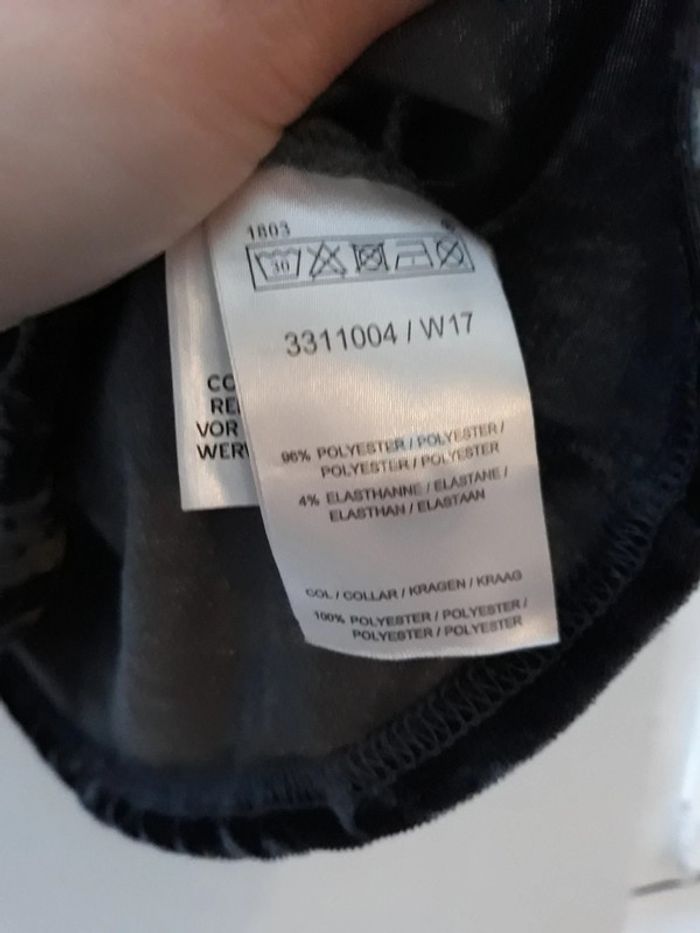 1803
30
3311004 / W17
CO
RE
VOR
WER
96% POLYESTER / POLYESTER /
POLYESTER / POLYESTER
4% ELASTHANNE / ELASTANE /
ELASTHAN / ELASTAAN
COL / COLLAR / KRAGEN / KRAAG
100% POLYESTER / POLYESTER /
POLYESTER / POLYESTER